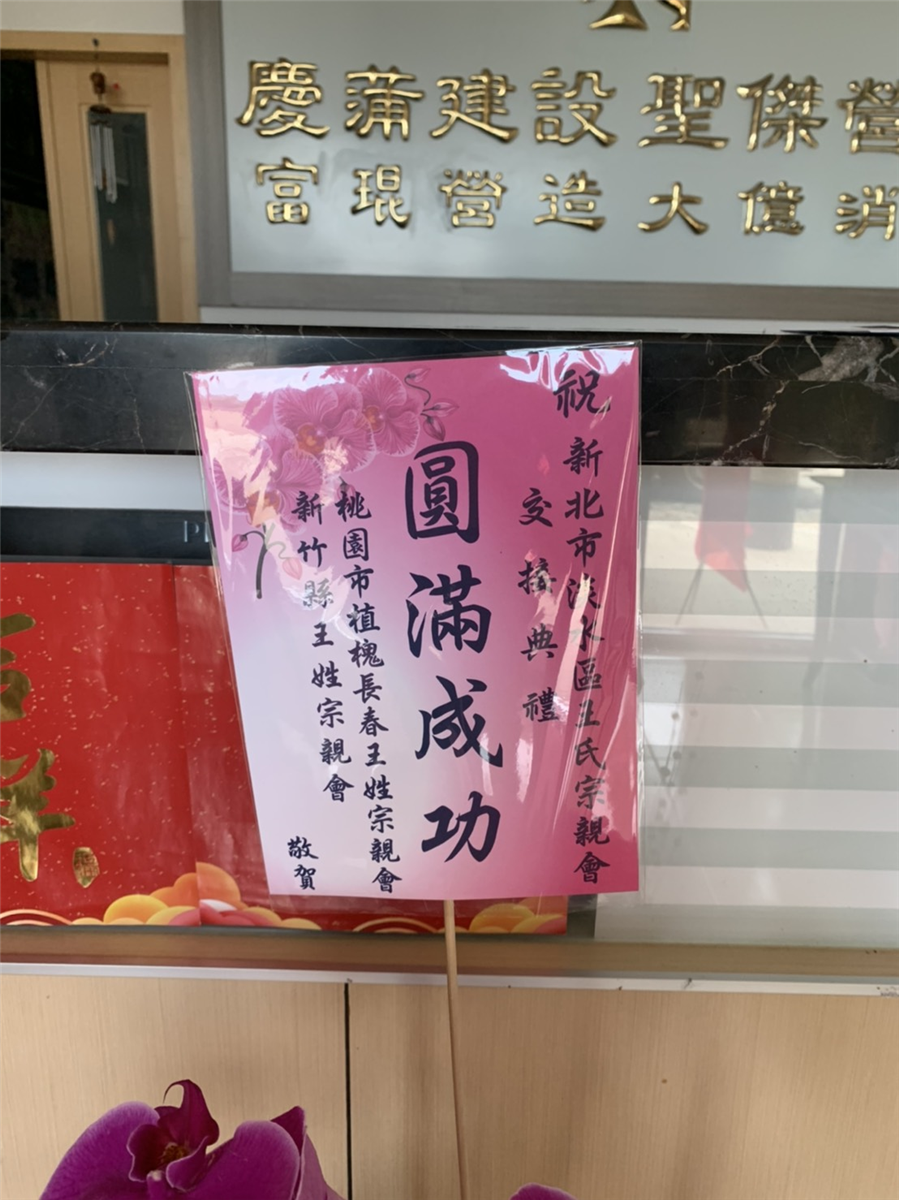 慶蒲建設聖傑營
富琨營造大億消
祝
新北市淡水區王氏宗親會
交接典禮
圓滿成功
桃園市植槐長春王姓宗親會
新竹縣王姓宗親會
敬賀